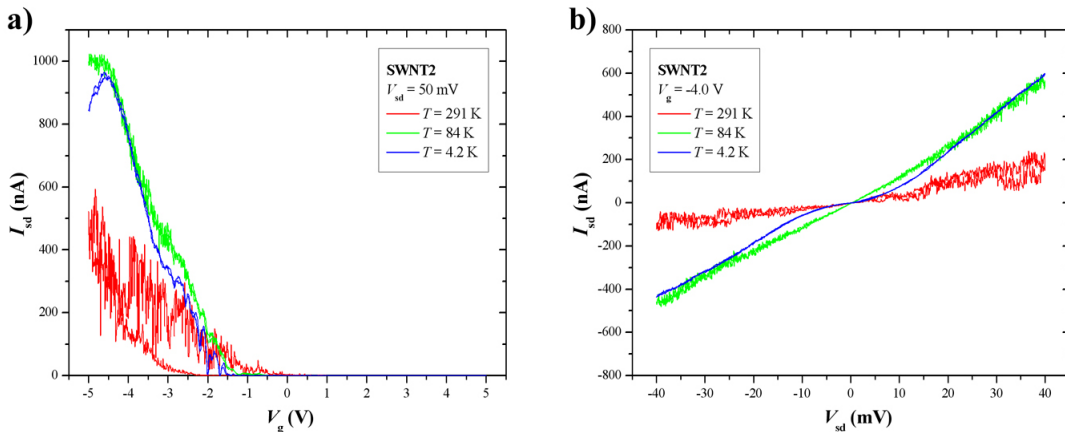 a)
1000
800
600
400
200
0
I_sd (nA)
-5 -4 -3 -2 -1 0 1 2 3 4 5
V_g (V)
SWNT2
V_sd = 50 mV
T = 291 K
T = 84 K
T = 4.2 K
b)
800
600
400
200
0
-200
-400
-600
-800
I_sd (nA)
-40 -30 -20 -10 0 10 20 30 40
V_sd (mV)
SWNT2
V_g = -4.0 V
T = 291 K
T = 84 K
T = 4.2 K